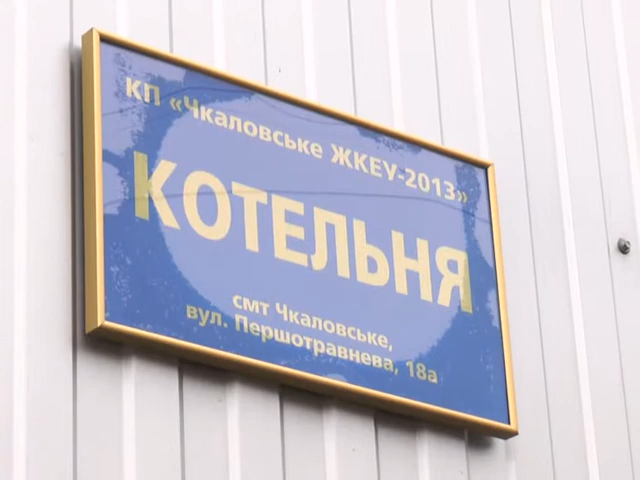 КП «Чкаловське ЖКЕУ-2013»
КОТЕЛЬНЯ
смт Чкаловське,
вул. Першотравнева, 18а